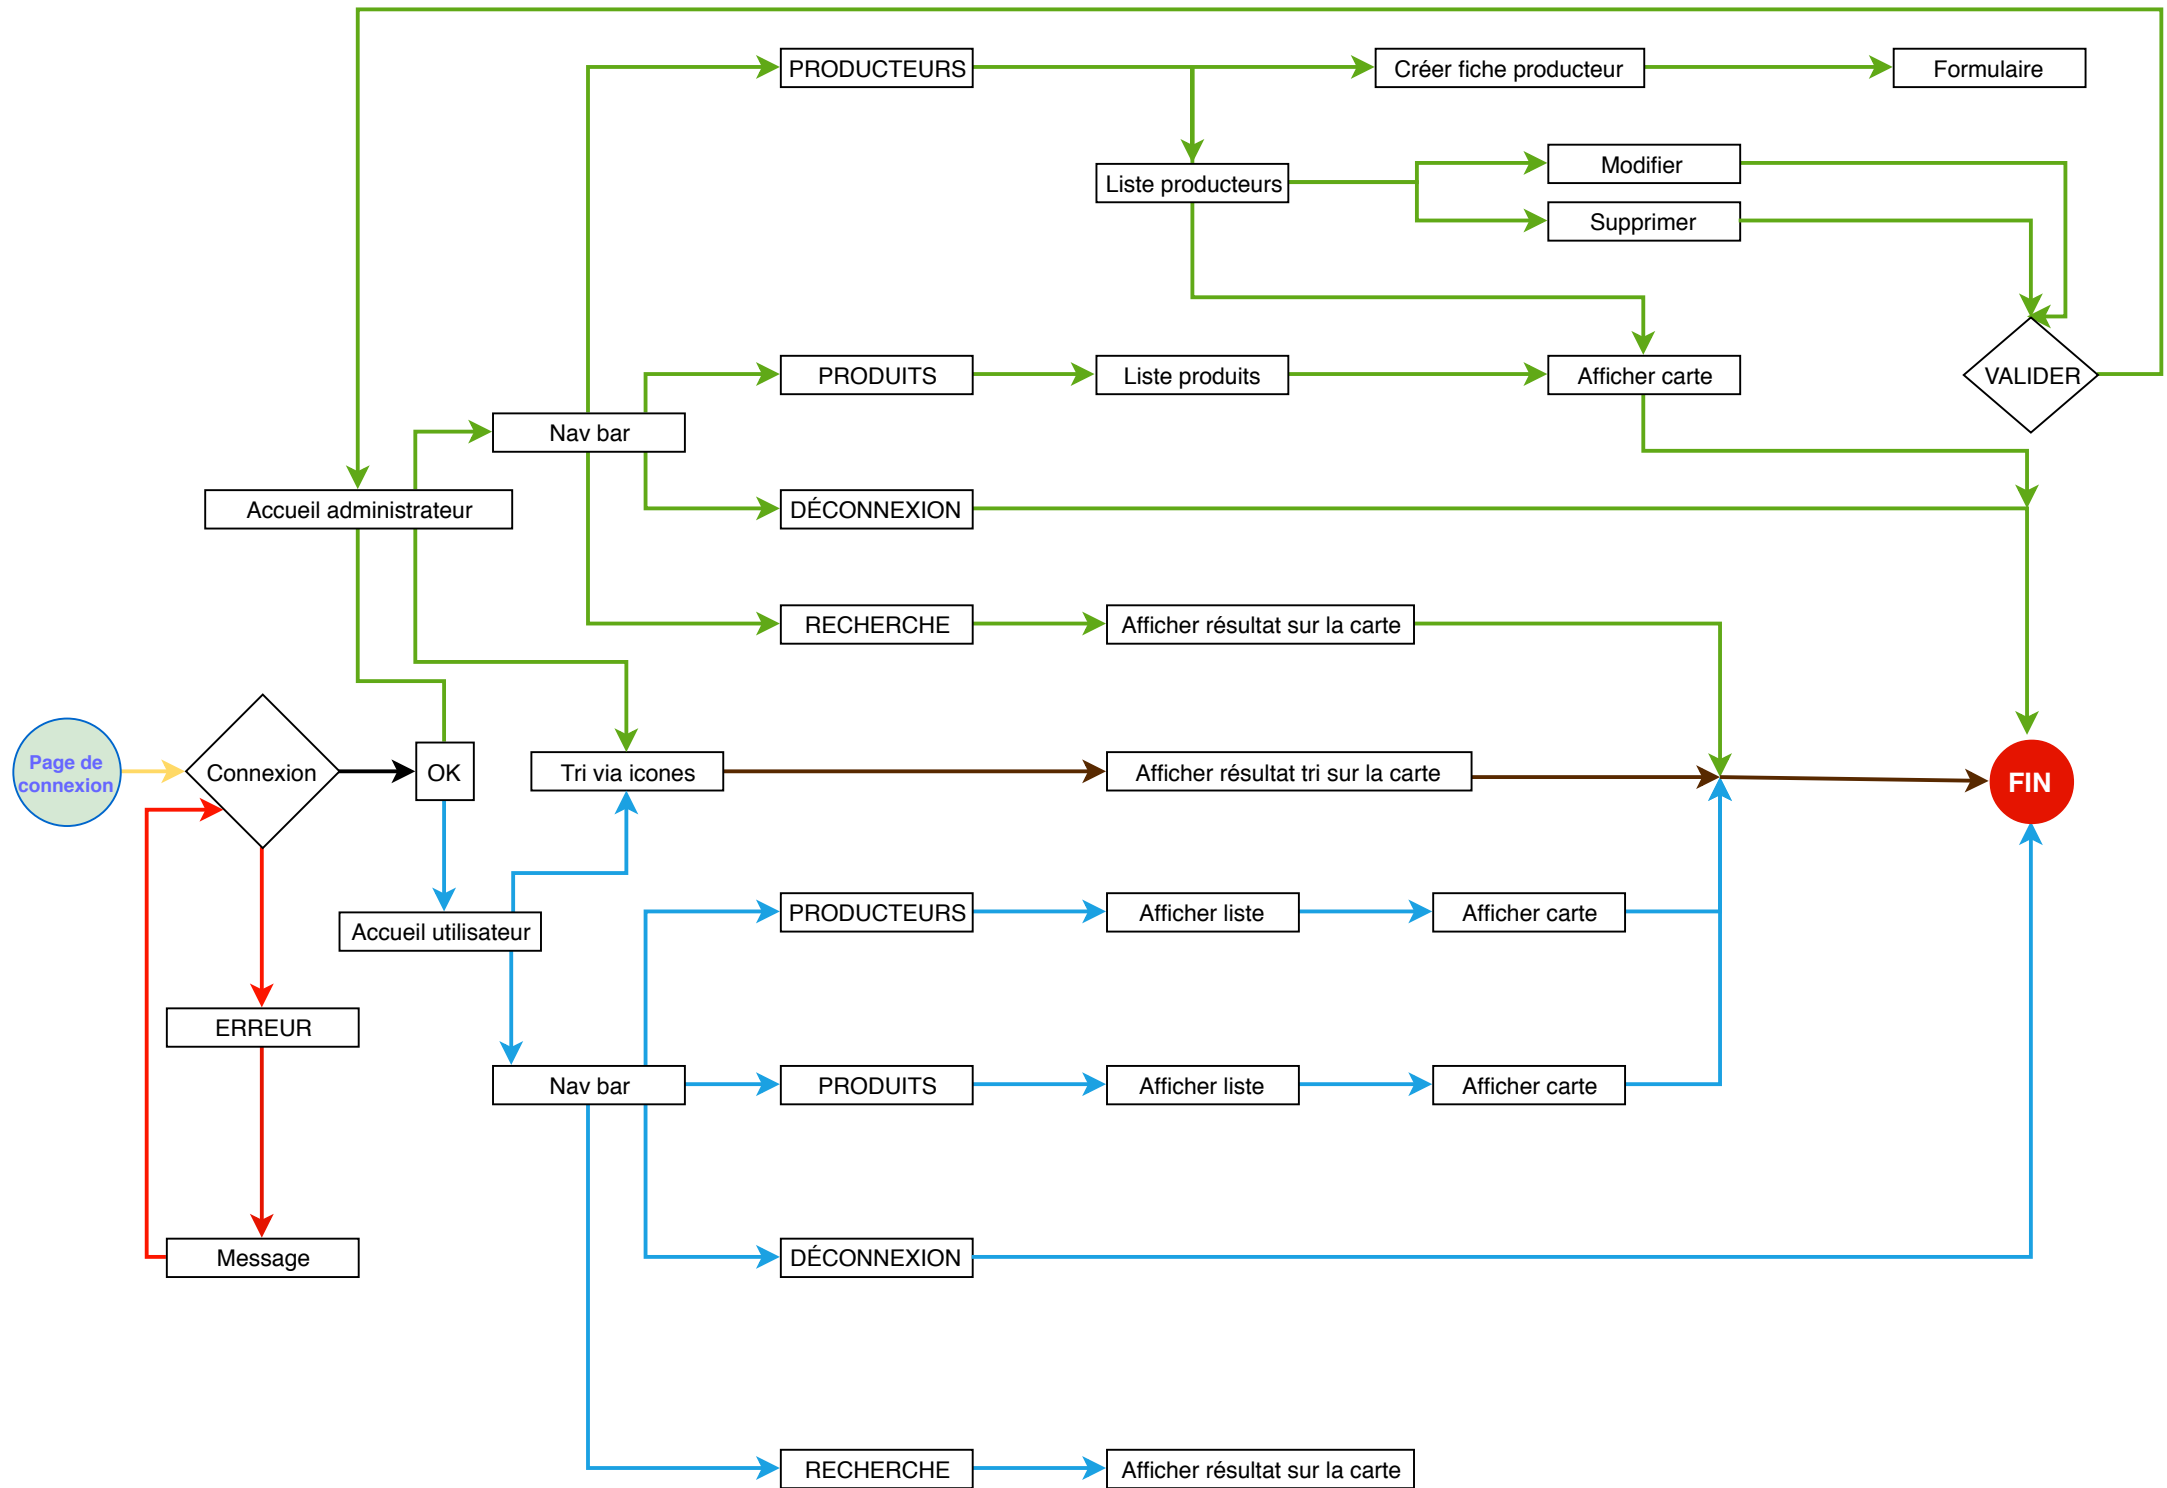 PRODUCTEURS
Créer fiche producteur
Formulaire
Modifier
Liste producteurs
Supprimer
PRODUITS
Liste produits
Afficher carte
VALIDER
Nav bar
Accueil administrateur
DÉCONNEXION
RECHERCHE
Afficher résultat sur la carte
Page de
connexion
Connexion
OK
Tri via icones
Afficher résultat tri sur la carte
FIN
PRODUCTEURS
Afficher liste
Afficher carte
Accueil utilisateur
ERREUR
Nav bar
PRODUITS
Afficher liste
Afficher carte
Message
DÉCONNEXION
RECHERCHE
Afficher résultat sur la carte